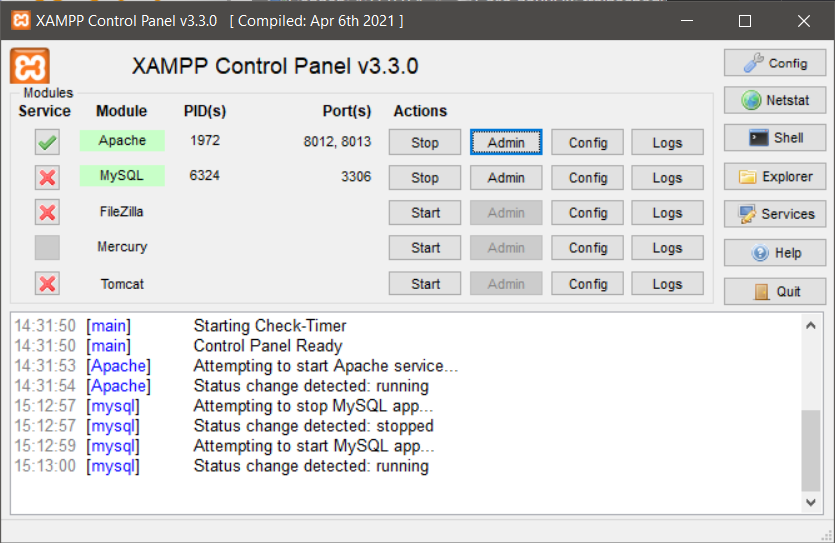 XAMPP Control Panel v3.3.0 [ Compiled: Apr 6th 2021 ]
XAMPP Control Panel v3.3.0
Config
Modules
Service Module PID(s) Port(s) Actions
Netstat
Apache 1972 8012, 8013 Stop Admin Config Logs
Shell
MySQL 6324 3306 Stop Admin Config Logs
Explorer
FileZilla Start Admin Config Logs
Services
Mercury Start Admin Config Logs
Help
Tomcat Start Admin Config Logs
Quit
14:31:50 [main] Starting Check-Timer
14:31:50 [main] Control Panel Ready
14:31:53 [Apache] Attempting to start Apache service...
14:31:54 [Apache] Status change detected: running
15:12:57 [mysql] Attempting to stop MySQL app...
15:12:57 [mysql] Status change detected: stopped
15:12:59 [mysql] Attempting to start MySQL app...
15:13:00 [mysql] Status change detected: running